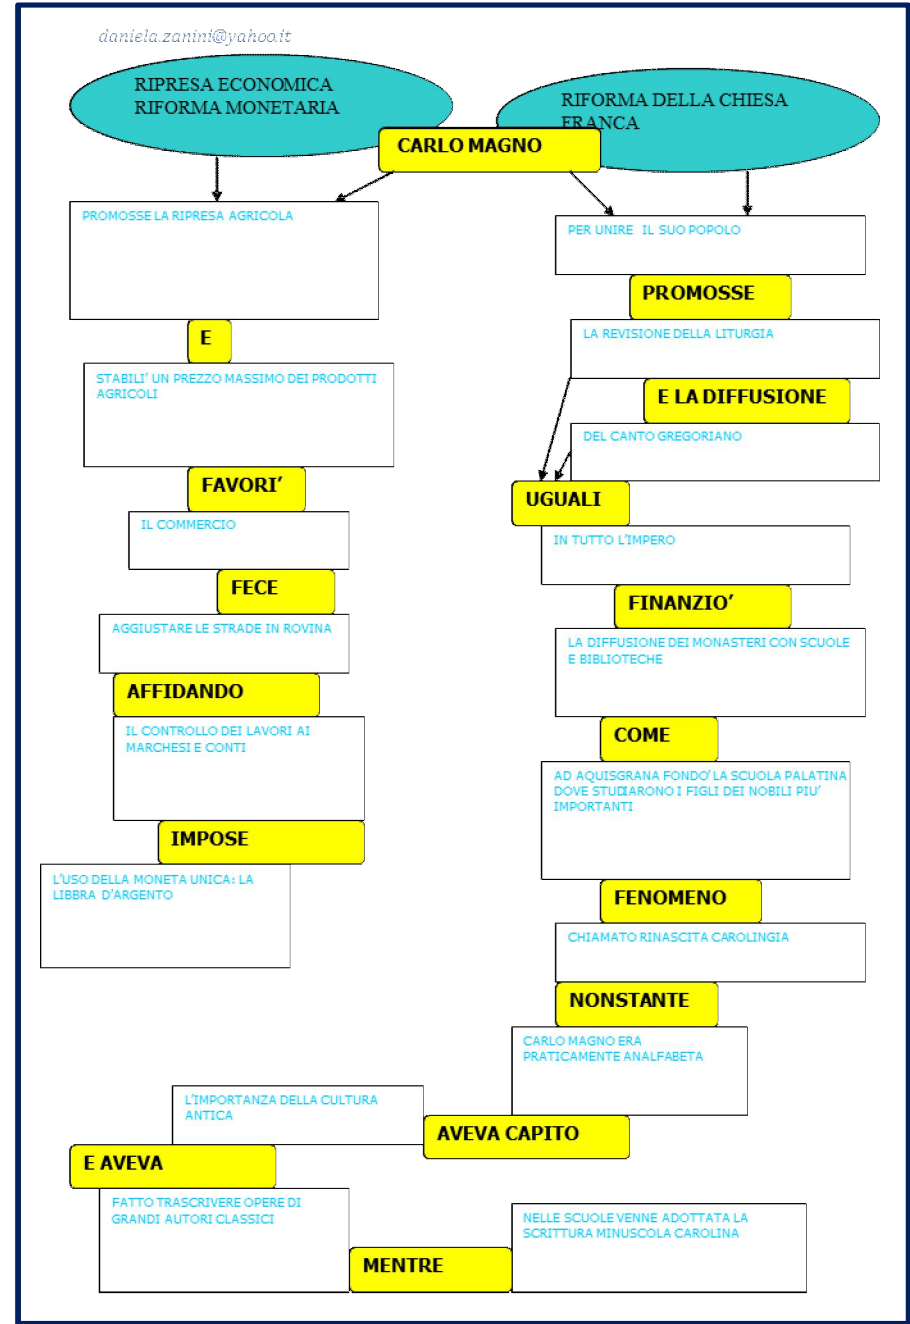 daniela.zanini@yahoo.it
RIPRESA ECONOMICA
RIFORMA MONETARIA
RIFORMA DELLA CHIESA
FRANCA
CARLO MAGNO
PROMOSSE LA RIPRESA AGRICOLA
E
STABILI’ UN PREZZO MASSIMO DEI PRODOTTI
AGRICOLI
FAVORI’
IL COMMERCIO
FECE
AGGIUSTARE LE STRADE IN ROVINA
AFFIDANDO
IL CONTROLLO DEI LAVORI AI
MARCHESI E CONTI
IMPOSE
L’USO DELLA MONETA UNICA: LA
LIBBRA D’ARGENTO
PER UNIRE IL SUO POPOLO
PROMOSSE
LA REVISIONE DELLA LITURGIA
E LA DIFFUSIONE
DEL CANTO GREGORIANO
UGUALI
IN TUTTO L’IMPERO
FINANZIO’
LA DIFFUSIONE DEI MONASTERI CON SCUOLE
E BIBLIOTECHE
COME
AD AQUISGRANA FONDO’ LA SCUOLA PALATINA
DOVE STUDIARONO I FIGLI DEI NOBILI PIU’
IMPORTANTI
FENOMENO
CHIAMATO RINASCITA CAROLINGIA
NONSTANTE
CARLO MAGNO ERA
PRATICAMENTE ANALFABETA
AVEVA CAPITO
L’IMPORTANZA DELLA CULTURA
ANTICA
E AVEVA
FATTO TRASCRIVERE OPERE DI
GRANDI AUTORI CLASSICI
MENTRE
NELLE SCUOLE VENNE ADOTTATA LA
SCRITTURA MINUSCOLA CAROLINA